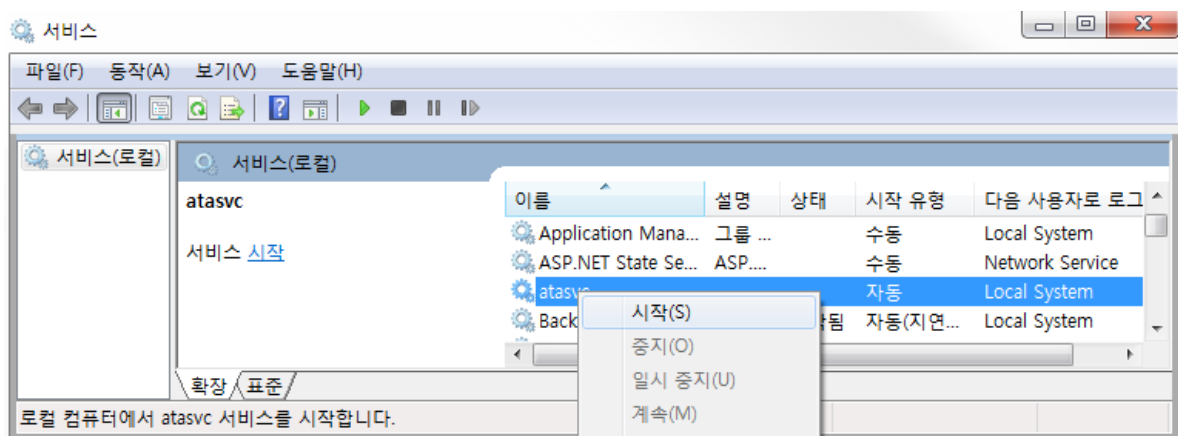 서비스
파일(F) 동작(A) 보기(V) 도움말(H)
서비스(로컬)
서비스(로컬)
atasvc
서비스 시작
이름 설명 상태 시작 유형 다음 사용자로 로그
Application Mana... 그룹 ... 수동 Local System
ASP.NET State Se... ASP.... 수동 Network Service
atasvc 자동 Local System
Back 작됨 자동(지연... Local System
시작(S)
중지(O)
일시 중지(U)
계속(M)
확장 표준
로컬 컴퓨터에서 atasvc 서비스를 시작합니다.